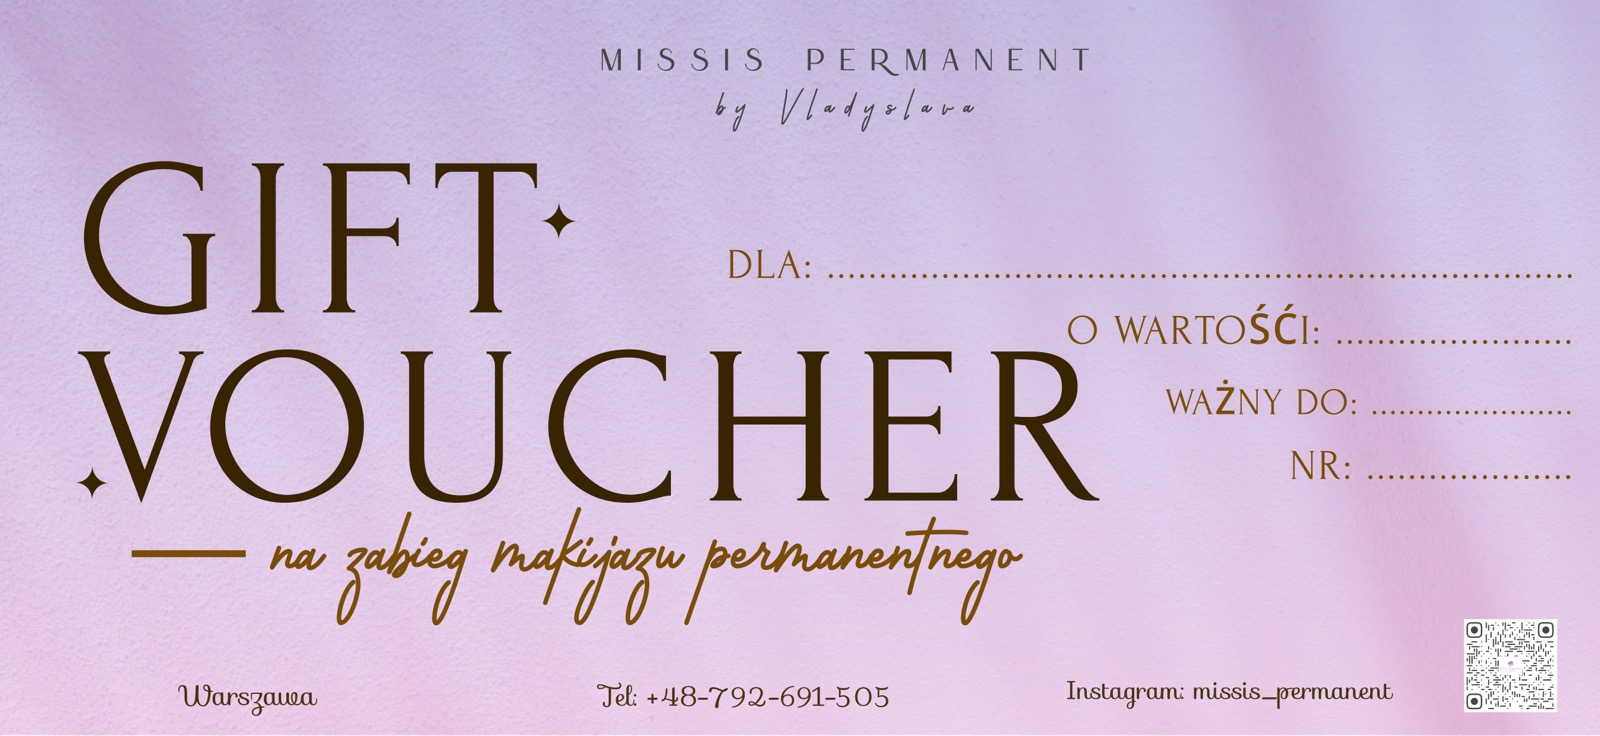 MISSIS PERMANENT
by Vladyslava
GIFT
VOUCHER
DLA: ................................................................
O WARTOŚĆI: .......................
WAŻNY DO: ....................
NR: ....................
na zabieg makijazu permanentnego
Warszawa
Tel: +48-792-691-505
Instagram: missis_permanent